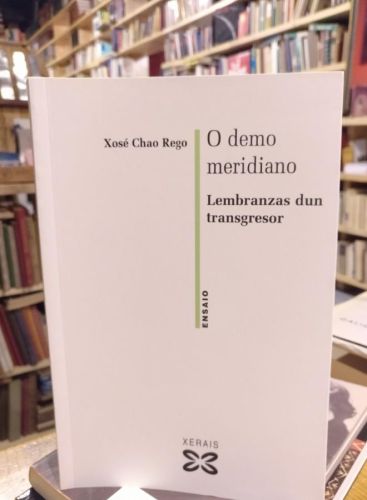 Xosé Chao Rego
O demo
meridiano
Lembranzas dun
transgresor
ENSAIO
XERAIS